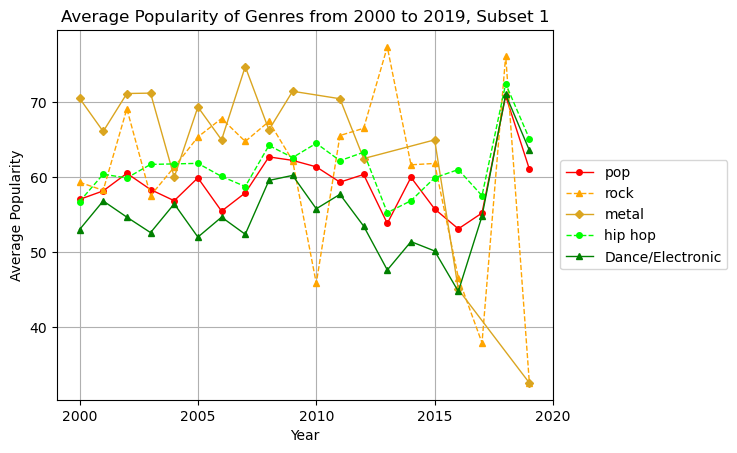 Average Popularity of Genres from 2000 to 2019, Subset 1
Average Popularity
70
60
50
40
2000 2005 2010 2015 2020
Year
pop
rock
metal
hip hop
Dance/Electronic